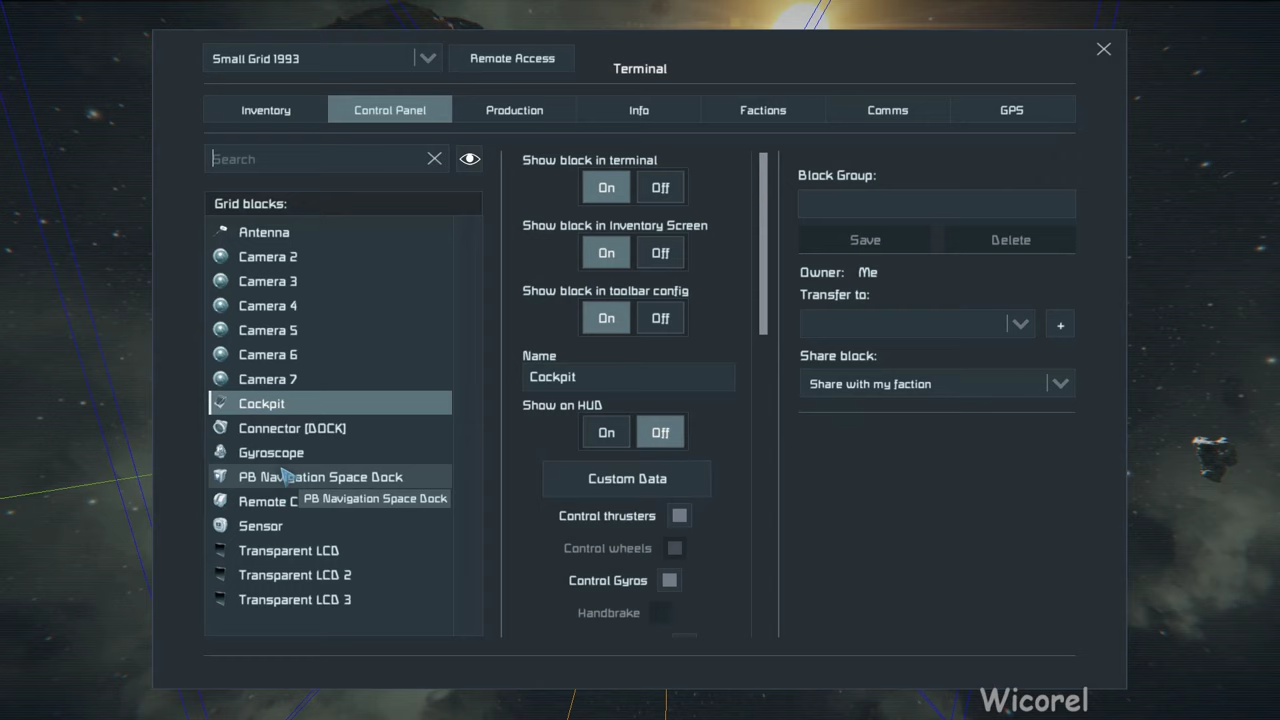 Small Grid 1993
Remote Access
Terminal
Inventory
Control Panel
Production
Info
Factions
Comms
GPS
Search
Grid blocks:
Antenna
Camera 2
Camera 3
Camera 4
Camera 5
Camera 6
Camera 7
Cockpit
Connector [DOCK]
Gyroscope
PB Navigation Space Dock
Remote C
PB Navigation Space Dock
Sensor
Transparent LCD
Transparent LCD 2
Transparent LCD 3
Show block in terminal
On Off
Show block in Inventory Screen
On Off
Show block in toolbar config
On Off
Name
Cockpit
Show on HUD
On Off
Custom Data
Control thrusters
Control wheels
Control Gyros
Handbrake
Block Group:
Save Delete
Owner: Me
Transfer to:
+
Share block:
Share with my faction
Wicorel